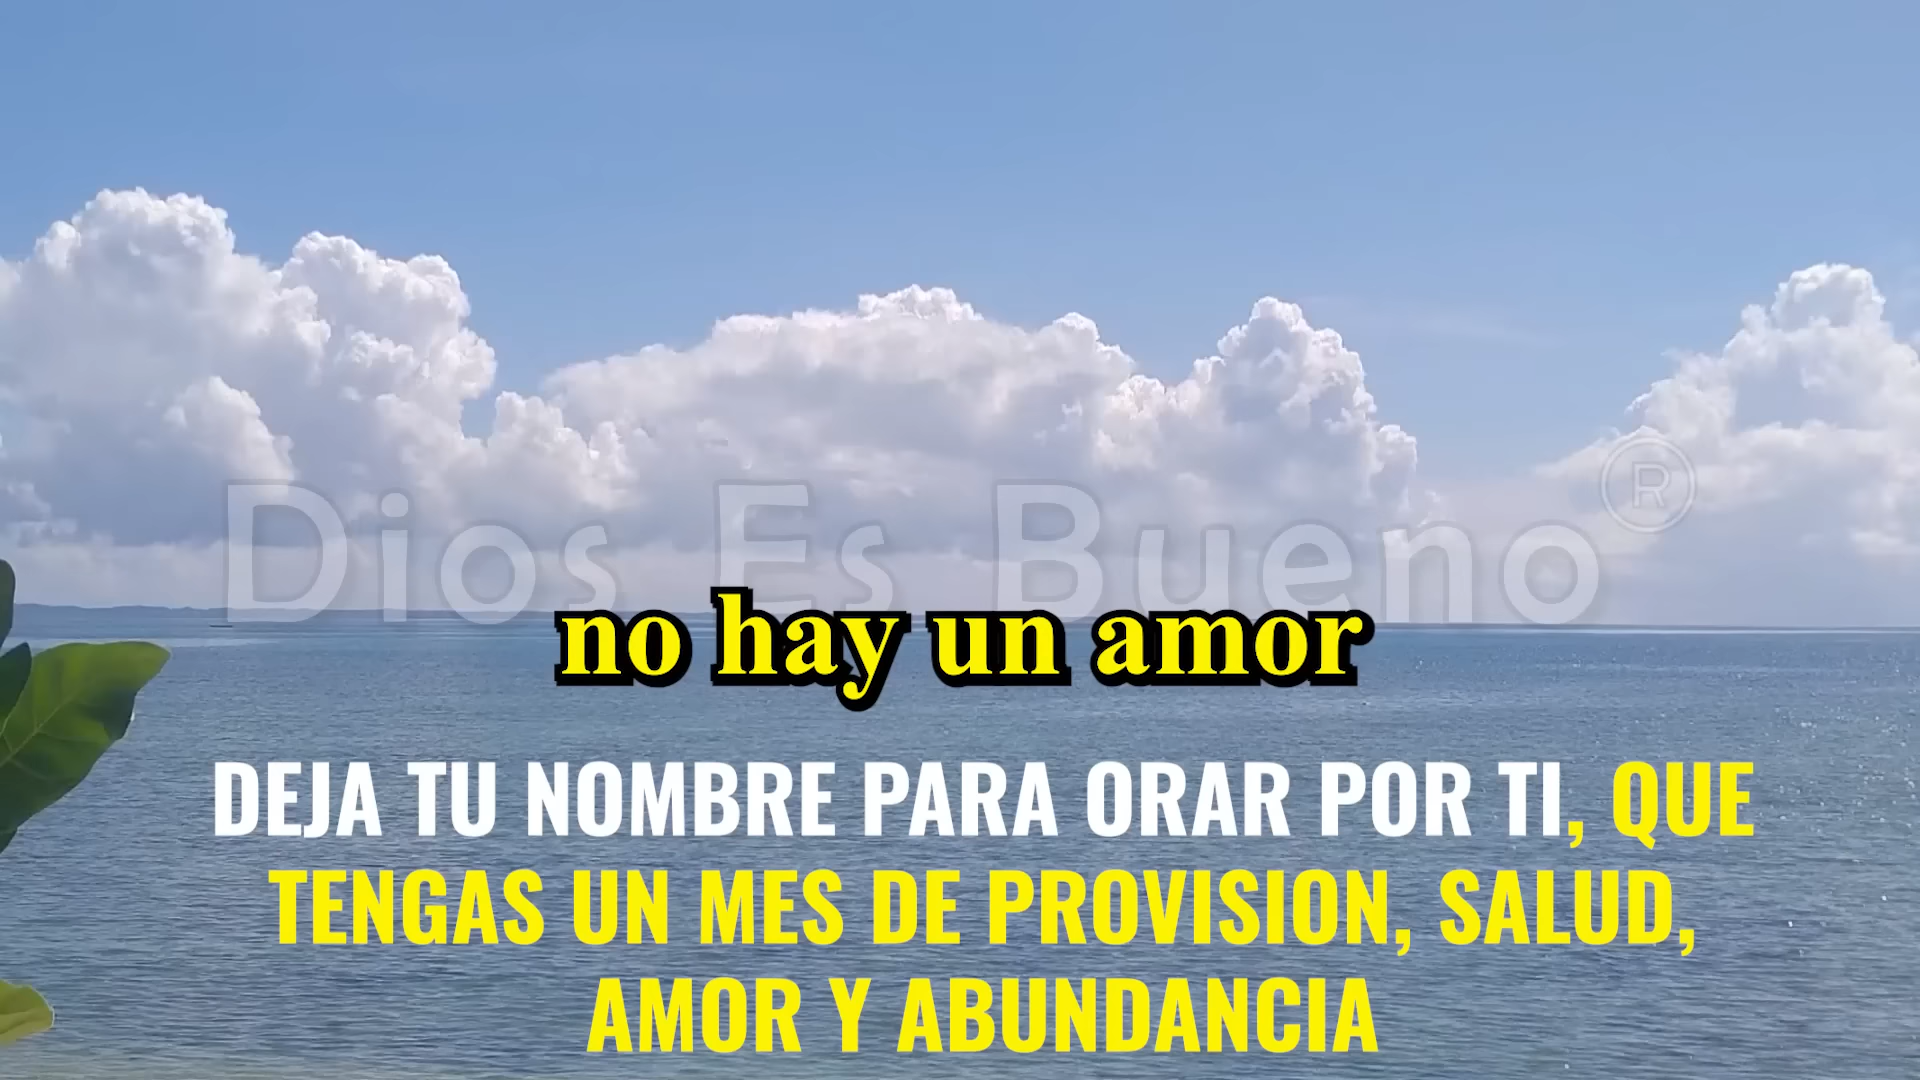 Dios Es Bueno ®
no hay un amor
DEJA TU NOMBRE PARA ORAR POR TI, QUE
TENGAS UN MES DE PROVISION, SALUD,
AMOR Y ABUNDANCIA